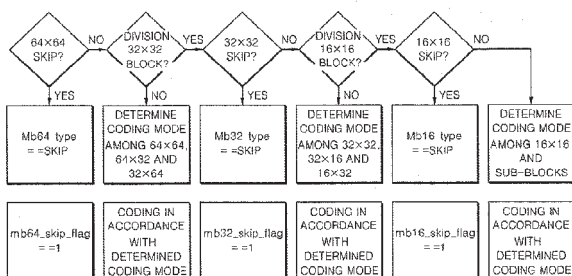 64×64
SKIP?
NO
DIVISION
32×32
BLOCK?
YES
32×32
SKIP?
NO
DIVISION
16×16
BLOCK?
YES
16×16
SKIP?
NO
YES
NO
YES
NO
YES
Mb64 type
= =SKIP
DETERMINE
CODING MODE
AMONG 64×64,
64×32 AND
32×64
Mb32 type
= =SKIP
DETERMINE
CODING MODE
AMONG 32×32,
32×16 AND
16×32
Mb16 type
= =SKIP
DETERMINE
CODING MODE
AMONG 16×16
AND
SUB-BLOCKS
mb64_skip_flag
= =1
CODING IN
ACCORDANCE
WITH
DETERMINED
CODING MODE
mb32_skip_flag
= =1
CODING IN
ACCORDANCE
WITH
DETERMINED
CODING MODE
mb16_skip_flag
= =1
CODING IN
ACCORDANCE
WITH
DETERMINED
CODING MODE